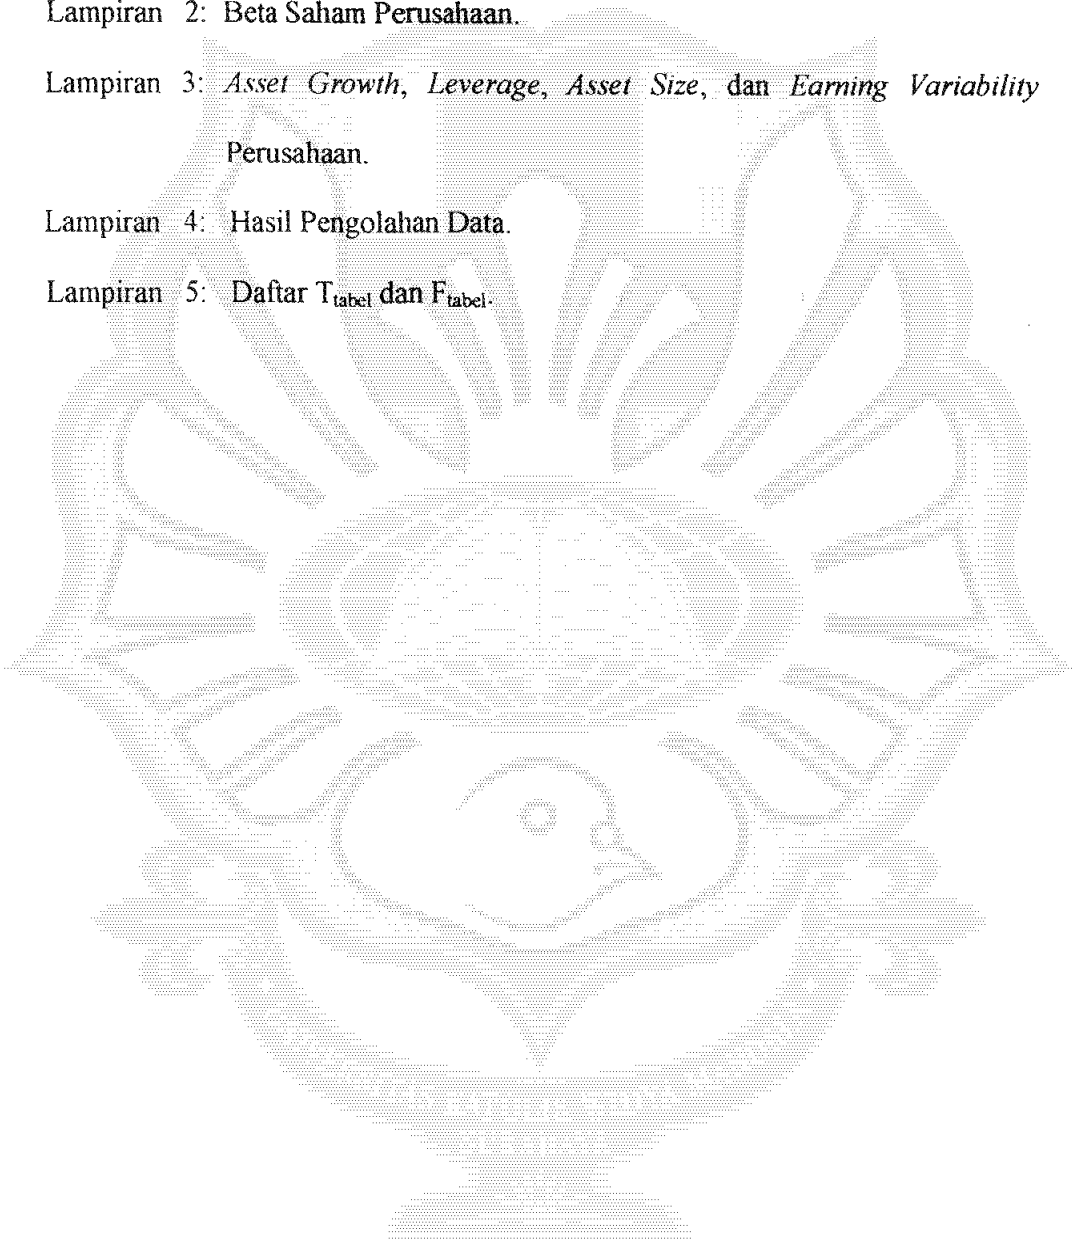 Lampiran 2: Beta Saham Perusahaan.
Lampiran 3: Asset Growth, Leverage, Asset Size, dan Earning Variability
Perusahaan.
Lampiran 4: Hasil Pengolahan Data.
Lampiran 5: Daftar Ttabel dan Ftabel.